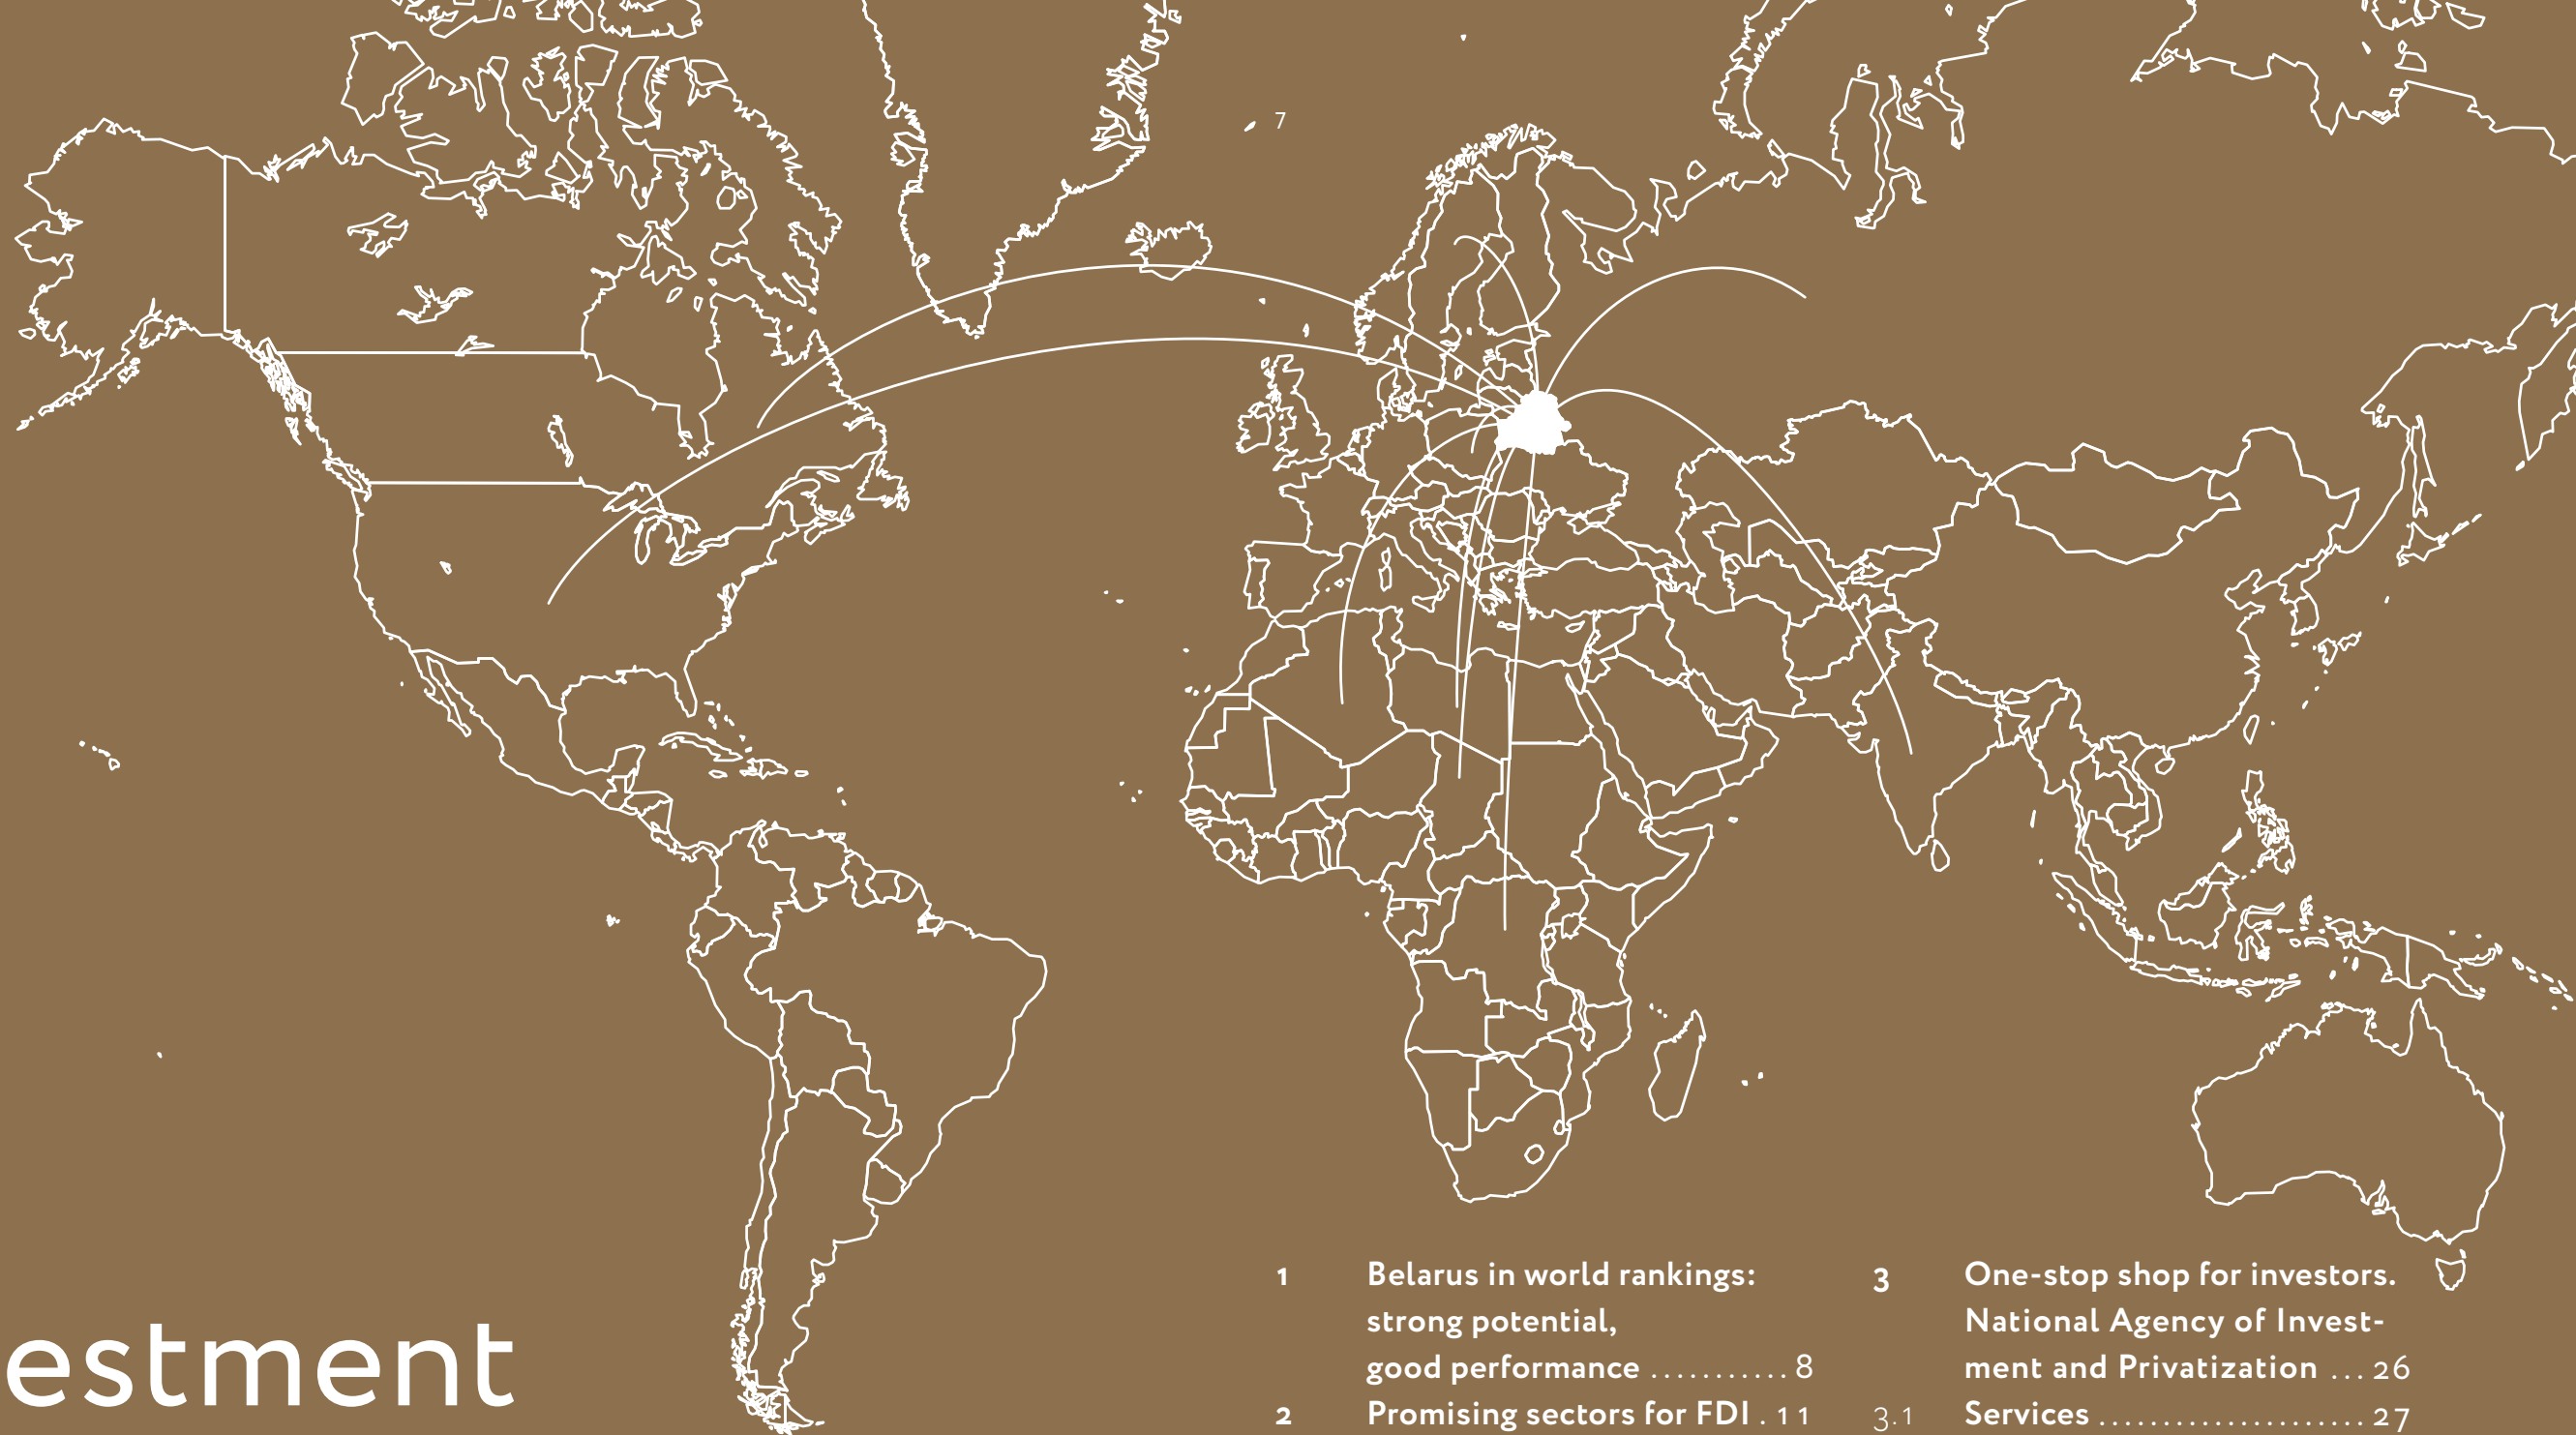 7
estment
1 Belarus in world rankings:
strong potential,
good performance ........... 8
2 Promising sectors for FDI . 11
3 One-stop shop for investors.
National Agency of Invest-
ment and Privatization ... 26
3.1 Services ...................... 27